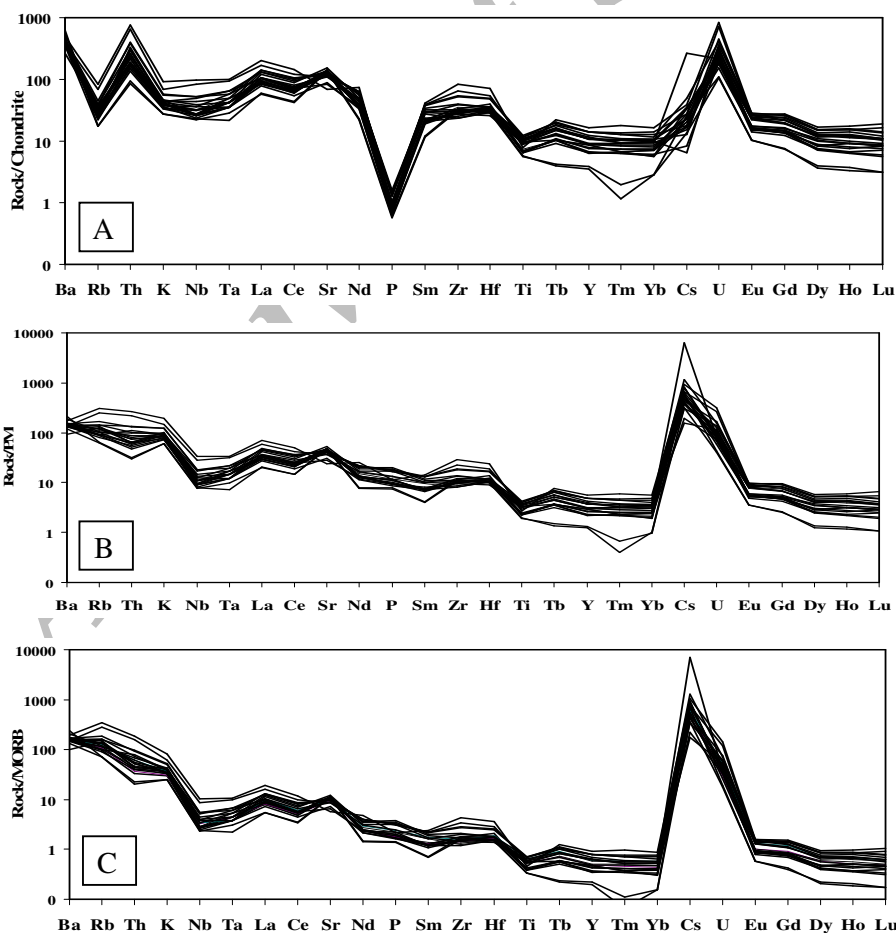 1000
100
10
1
0
Rock/Chondrite
A
Ba Rb Th K Nb Ta La Ce Sr Nd P Sm Zr Hf Ti Tb Y Tm Yb Cs U Eu Gd Dy Ho Lu
10000
1000
100
10
1
0
Rock/PM
B
Ba Rb Th K Nb Ta La Ce Sr Nd P Sm Zr Hf Ti Tb Y Tm Yb Cs U Eu Gd Dy Ho Lu
10000
1000
100
10
1
0
Rock/MORB
C
Ba Rb Th K Nb Ta La Ce Sr Nd P Sm Zr Hf Ti Tb Y Tm Yb Cs U Eu Gd Dy Ho Lu